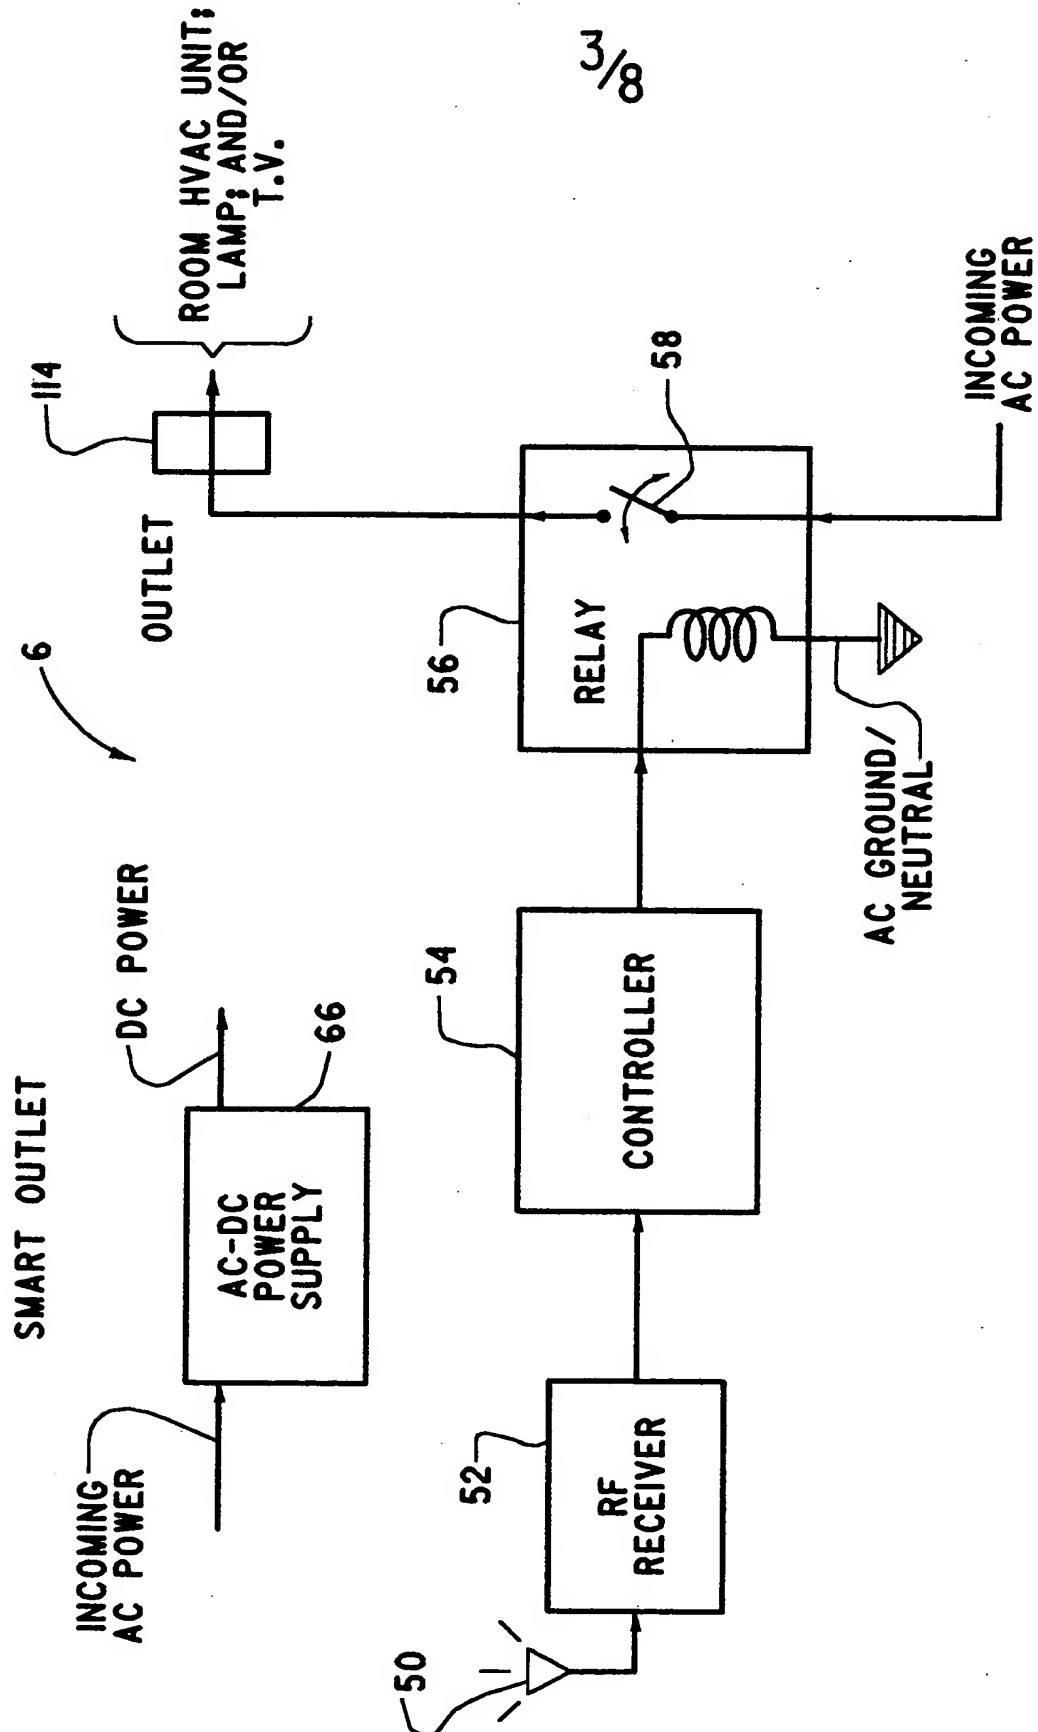 3/8
SMART OUTLET
6
INCOMING
AC POWER
AC-DC
POWER
SUPPLY
66
DC POWER
OUTLET
114
ROOM HVAC UNIT;
LAMP; AND/OR
T.V.
50
52
RF
RECEIVER
54
CONTROLLER
56
RELAY
58
AC GROUND/
NEUTRAL
INCOMING
AC POWER